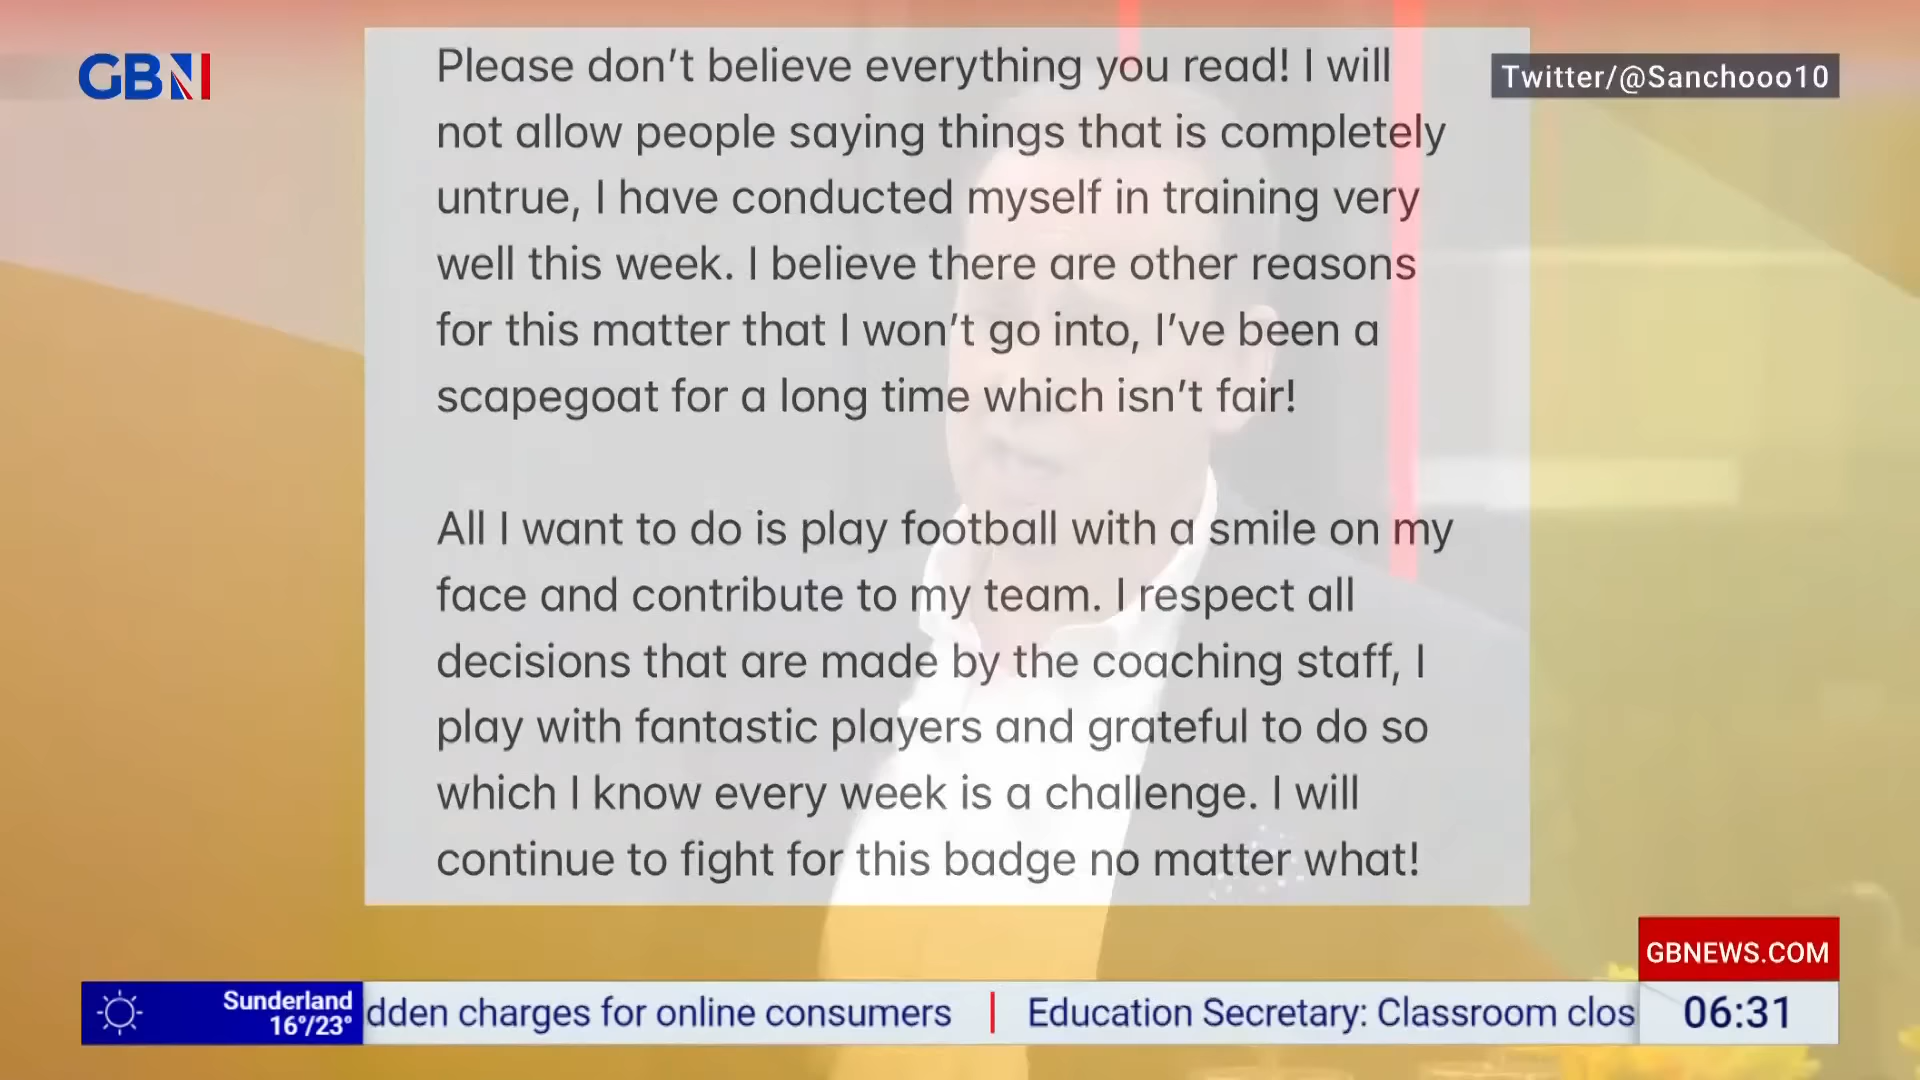 GBN
Twitter/@Sanchooo10
Please don't believe everything you read! I will
not allow people saying things that is completely
untrue, I have conducted myself in training very
well this week. I believe there are other reasons
for this matter that I won't go into, I've been a
scapegoat for a long time which isn't fair!
All I want to do is play football with a smile on my
face and contribute to my team. I respect all
decisions that are made by the coaching staff, I
play with fantastic players and grateful to do so
which I know every week is a challenge. I will
continue to fight for this badge no matter what!
GBNEWS.COM
Sunderland
16°/23°
dden charges for online consumers | Education Secretary: Classroom clos
06:31